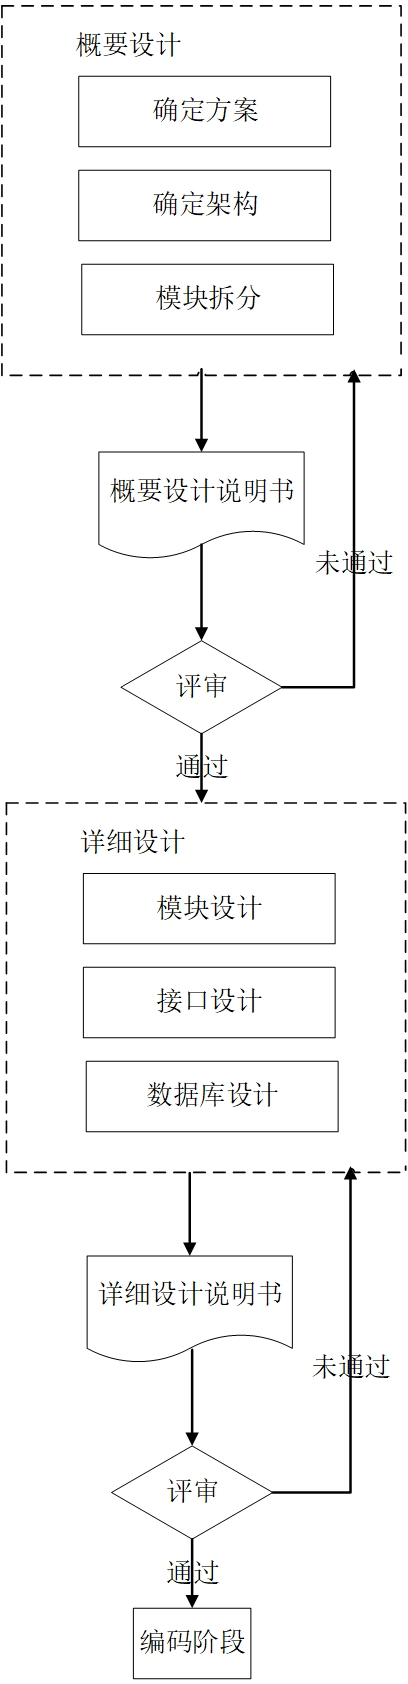 概要设计
确定方案
确定架构
模块拆分
概要设计说明书
未通过
评审
通过
详细设计
模块设计
接口设计
数据库设计
详细设计说明书
未通过
评审
通过
编码阶段